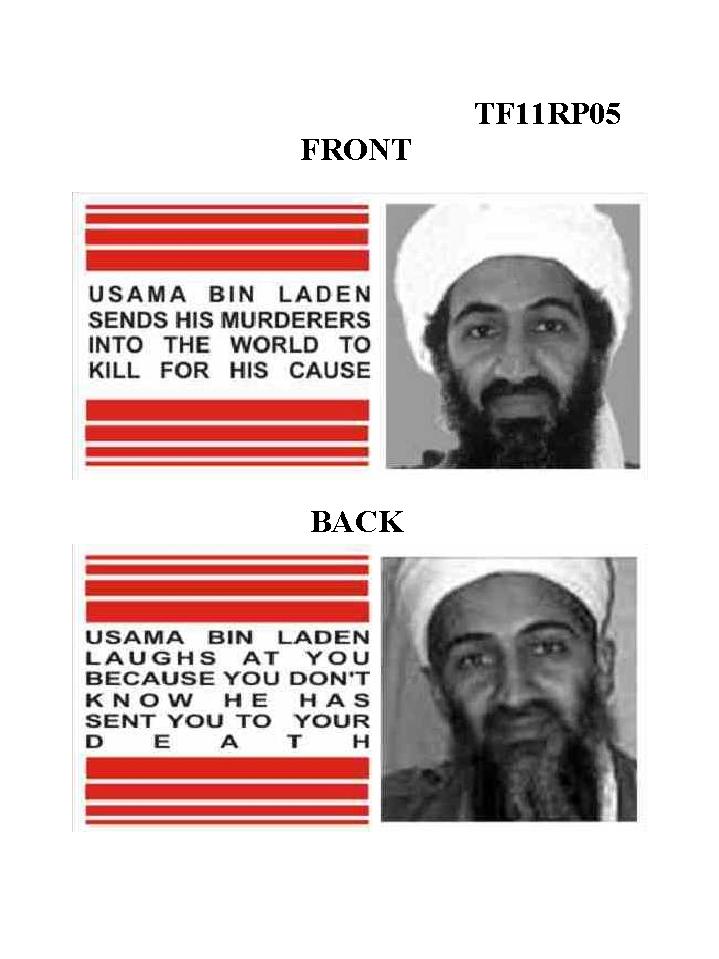 TF11RP05
FRONT
USAMA BIN LADEN
SENDS HIS MURDERERS
INTO THE WORLD TO
KILL FOR HIS CAUSE
BACK
USAMA BIN LADEN
LAUGHS AT YOU
BECAUSE YOU DON'T
KNOW HE HAS
SENT YOU TO YOUR
DEATH